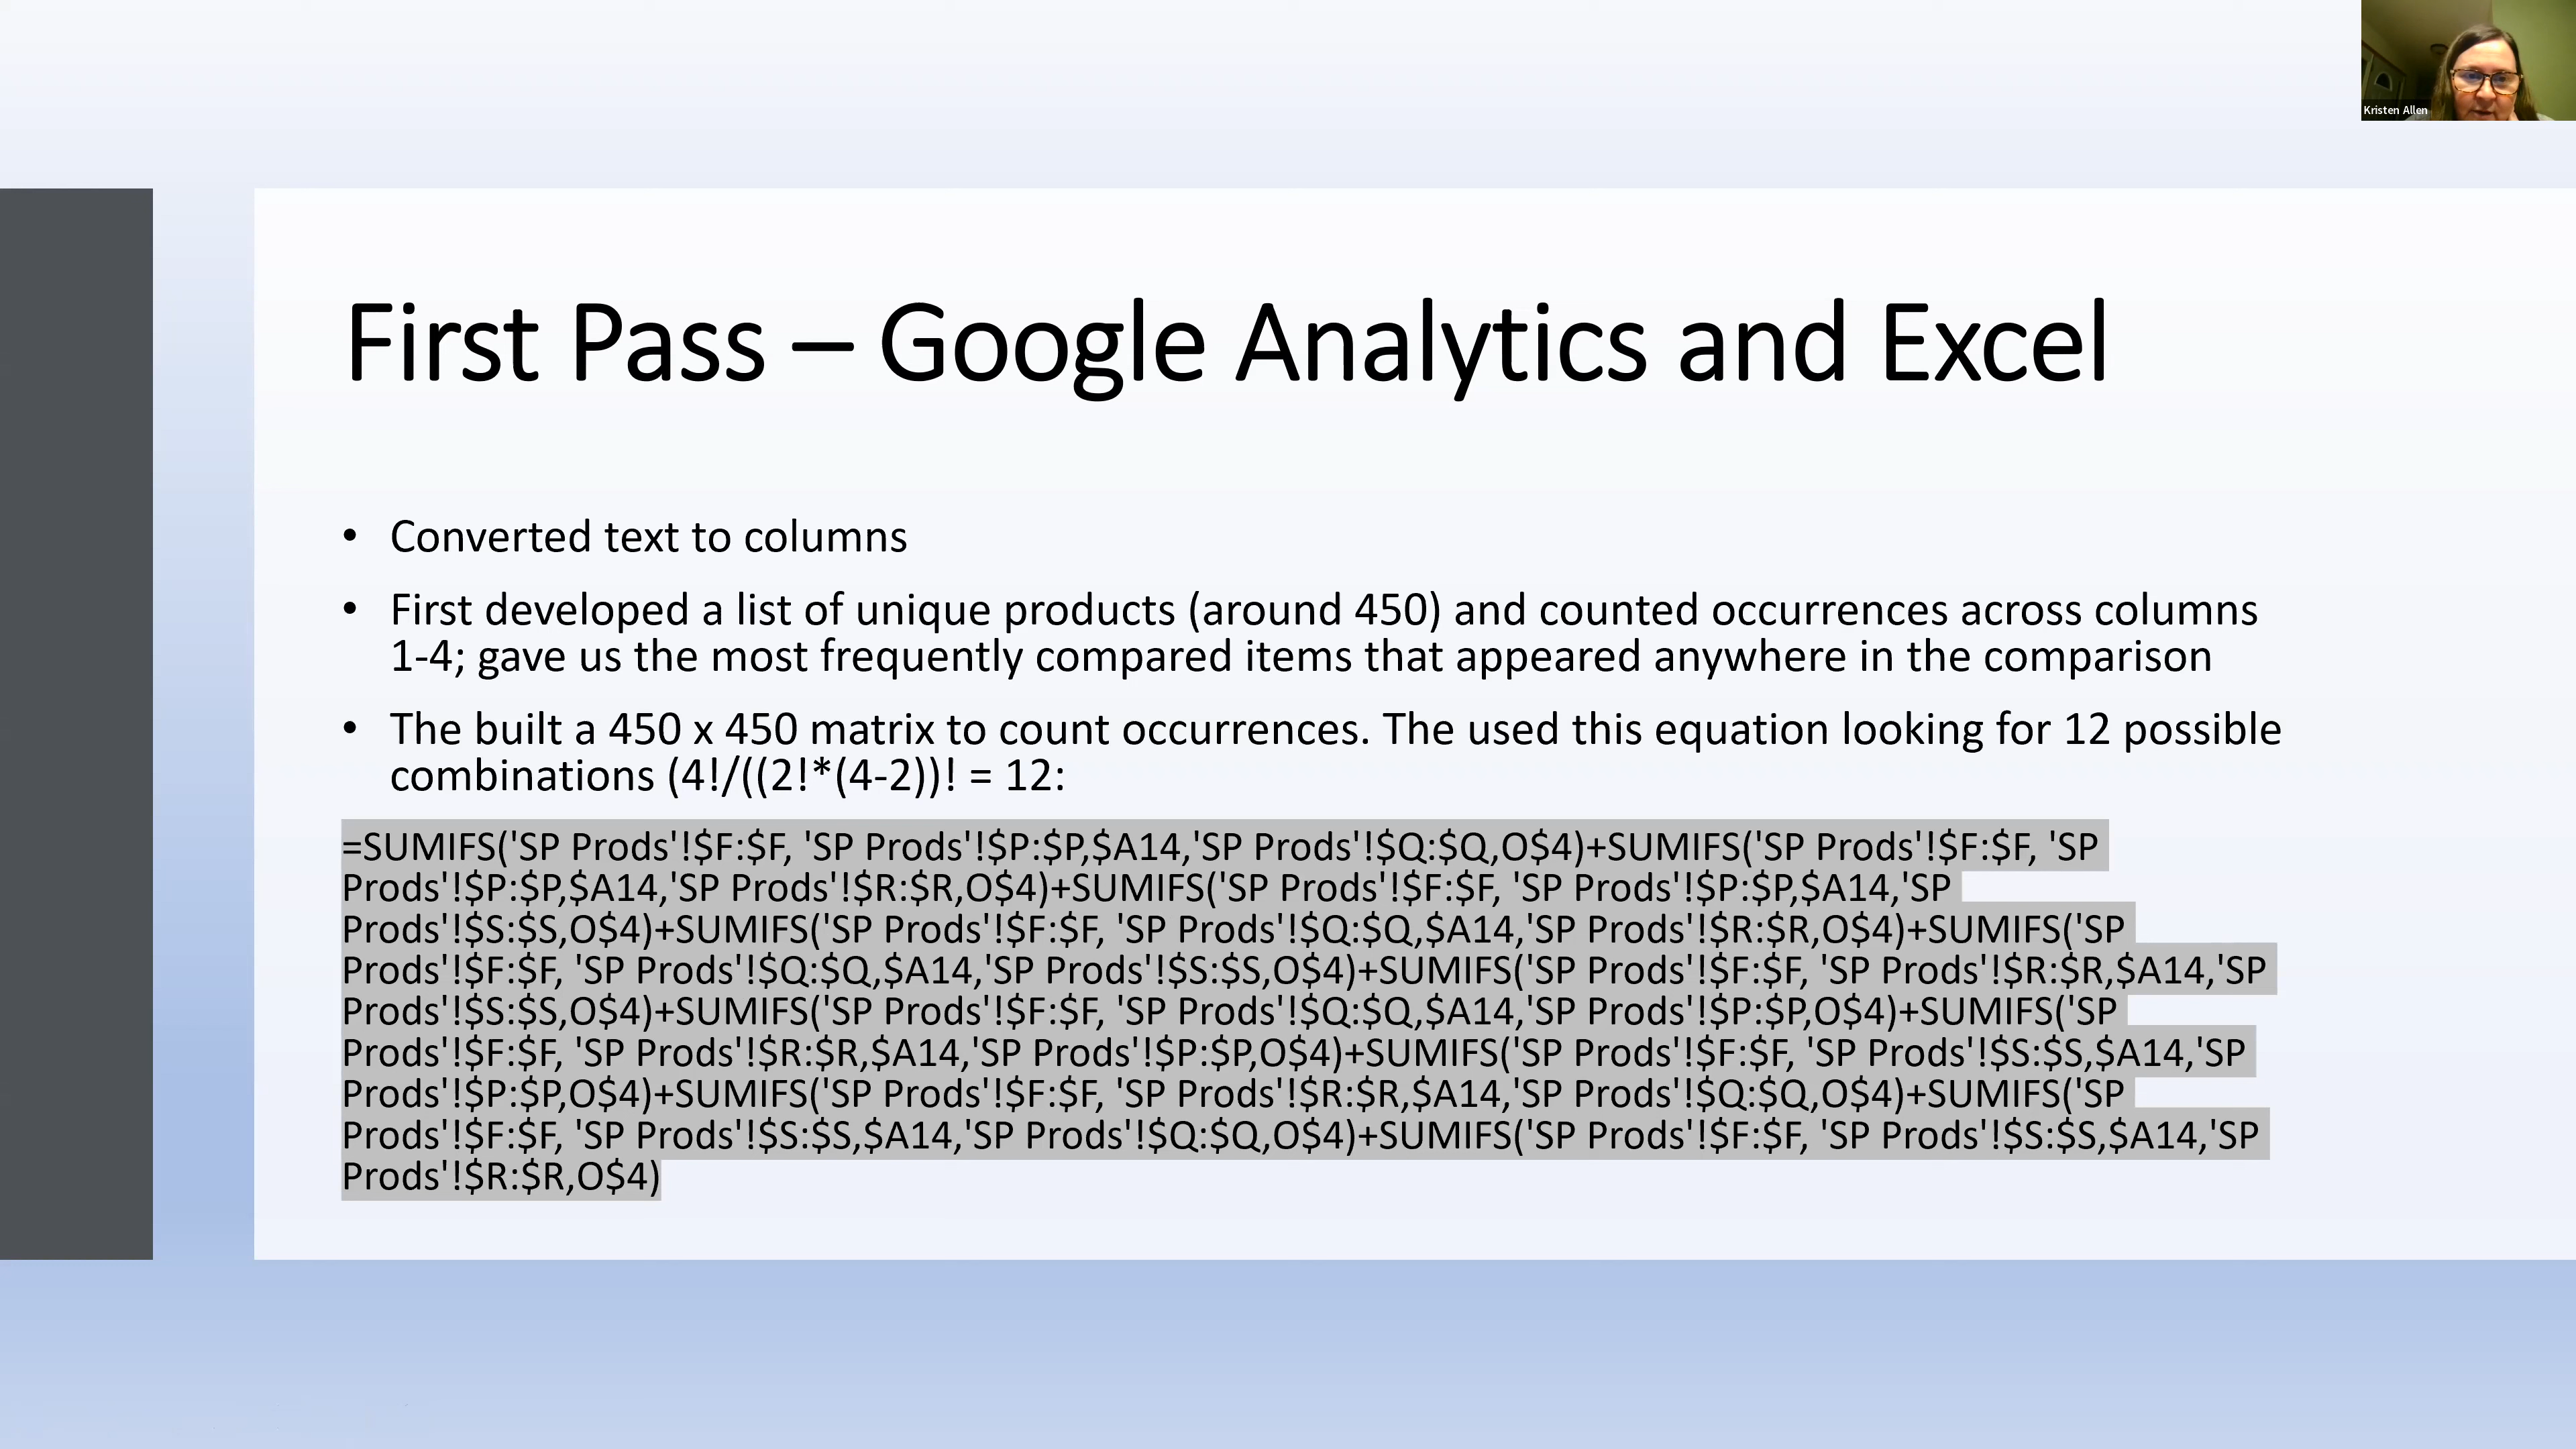 Kristen Allen
First Pass – Google Analytics and Excel
• Converted text to columns
• First developed a list of unique products (around 450) and counted occurrences across columns
1-4; gave us the most frequently compared items that appeared anywhere in the comparison
• The built a 450 x 450 matrix to count occurrences. The used this equation looking for 12 possible
combinations (4!/((2!*(4-2))! = 12:
=SUMIFS('SP Prods'!$F:$F, 'SP Prods'!$P:$P,$A14,'SP Prods'!$Q:$Q,O$4)+SUMIFS('SP Prods'!$F:$F, 'SP
Prods'!$P:$P,$A14,'SP Prods'!$R:$R,O$4)+SUMIFS('SP Prods'!$F:$F, 'SP Prods'!$P:$P,$A14,'SP
Prods'!$S:$S,O$4)+SUMIFS('SP Prods'!$F:$F, 'SP Prods'!$Q:$Q,$A14,'SP Prods'!$R:$R,O$4)+SUMIFS('SP
Prods'!$F:$F, 'SP Prods'!$Q:$Q,$A14,'SP Prods'!$S:$S,O$4)+SUMIFS('SP Prods'!$F:$F, 'SP Prods'!$R:$R,$A14,'SP
Prods'!$S:$S,O$4)+SUMIFS('SP Prods'!$F:$F, 'SP Prods'!$Q:$Q,$A14,'SP Prods'!$P:$P,O$4)+SUMIFS('SP
Prods'!$F:$F, 'SP Prods'!$R:$R,$A14,'SP Prods'!$P:$P,O$4)+SUMIFS('SP Prods'!$F:$F, 'SP Prods'!$S:$S,$A14,'SP
Prods'!$P:$P,O$4)+SUMIFS('SP Prods'!$F:$F, 'SP Prods'!$R:$R,$A14,'SP Prods'!$Q:$Q,O$4)+SUMIFS('SP
Prods'!$F:$F, 'SP Prods'!$S:$S,$A14,'SP Prods'!$Q:$Q,O$4)+SUMIFS('SP Prods'!$F:$F, 'SP Prods'!$S:$S,$A14,'SP
Prods'!$R:$R,O$4)